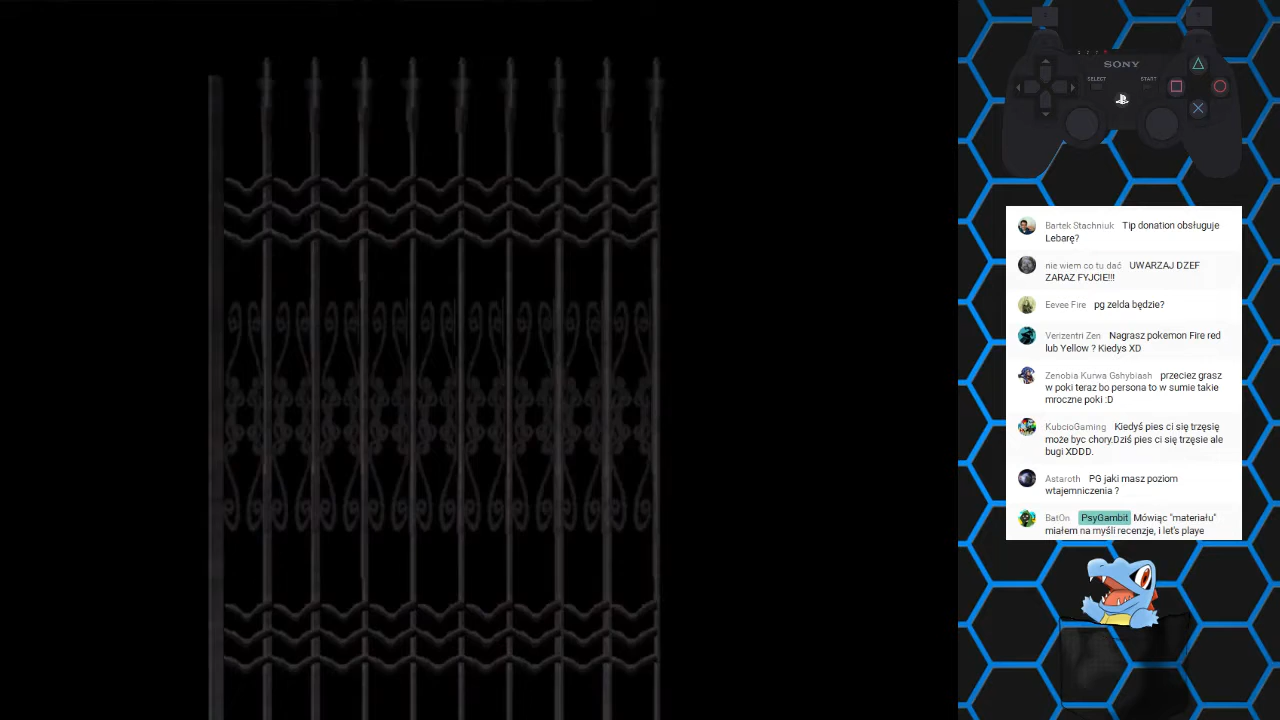 SONY
SELECT
START
Bartek Stachniuk Tip donation obsługuje
Lebarę?
nie wiem co tu dać UWARZAJ DZEF
ZARAZ FYJCIE!!!
Eevee Fire pg zelda będzie?
Verizentri Zen Nagrasz pokemon Fire red
lub Yellow ? Kiedys XD
Zenobia Kurwa Gshybiash przeciez grasz
w poki teraz bo persona to w sumie takie
mroczne poki :D
KubcioGaming Kiedyś pies ci się trzęsię
może byc chory.Dziś pies ci się trzęsie ale
bugi XDDD.
Astaroth PG jaki masz poziom
wtajemniczenia ?
BatOn PsyGambit Mówiąc "materiału"
miałem na myśli recenzje, i let's playe